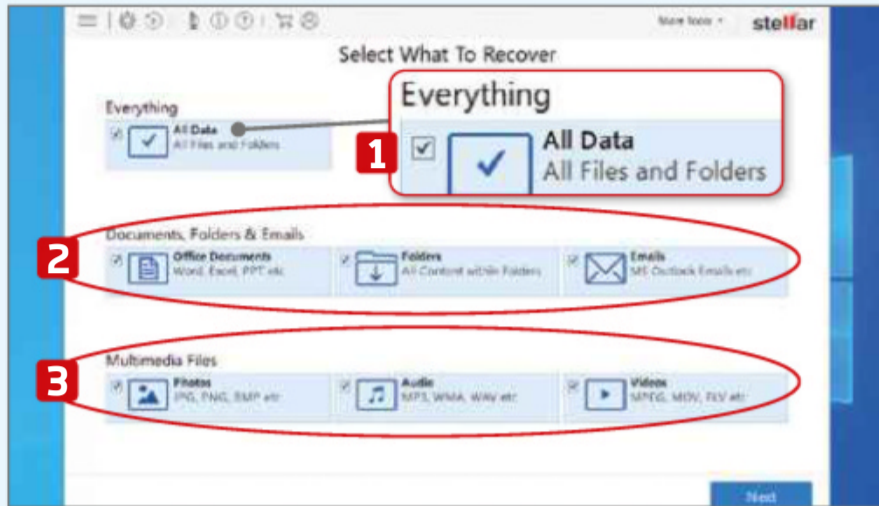 More Tools
stellar
Select What To Recover
Everything
All Data
All Files and Folders
1
Everything
All Data
All Files and Folders
2
Documents, Folders & Emails
Office Documents
Word, Excel, PPT etc
Folders
All Content within Folders
Emails
MS Outlook Emails etc
3
Multimedia Files
Photos
JPG, PNG, BMP etc
Audio
MP3, WMA, WAV etc
Videos
MPEG, MOV, FLV etc
Next